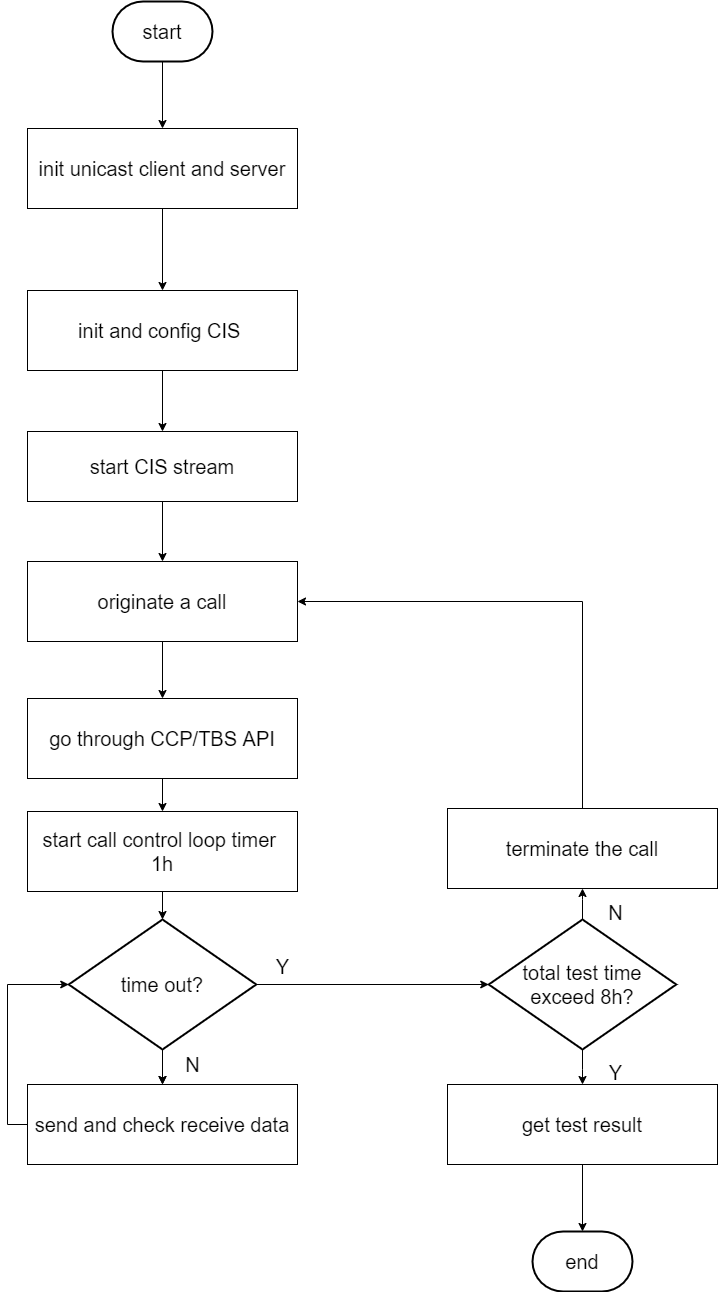 start
init unicast client and server
init and config CIS
start CIS stream
originate a call
go through CCP/TBS API
start call control loop timer
1h
time out?
Y
N
send and check receive data
terminate the call
N
total test time
exceed 8h?
Y
get test result
end